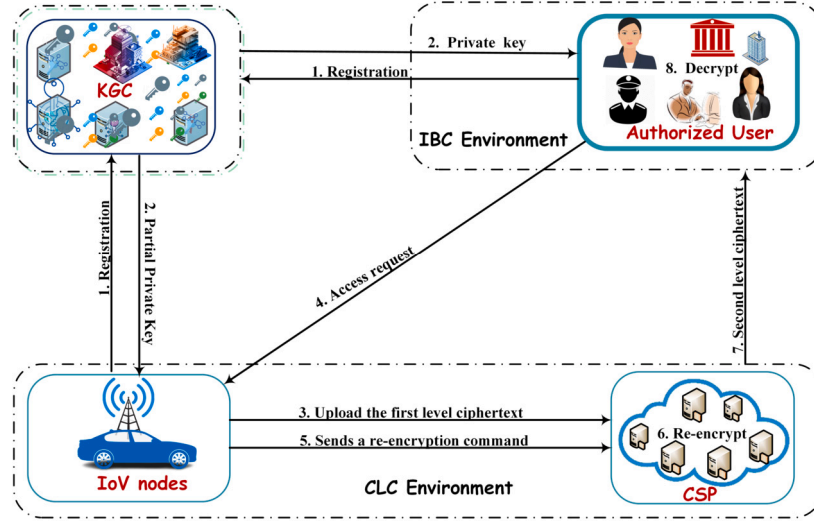 2. Private key
1. Registration
KGC
8. Decrypt
Authorized User
IBC Environment
1. Registration
2. Partial Private Key
4. Access request
7. Second level ciphertext
3. Upload the first level ciphertext
5. Sends a re-encryption command
6. Re-encrypt
IoV nodes
CSP
CLC Environment